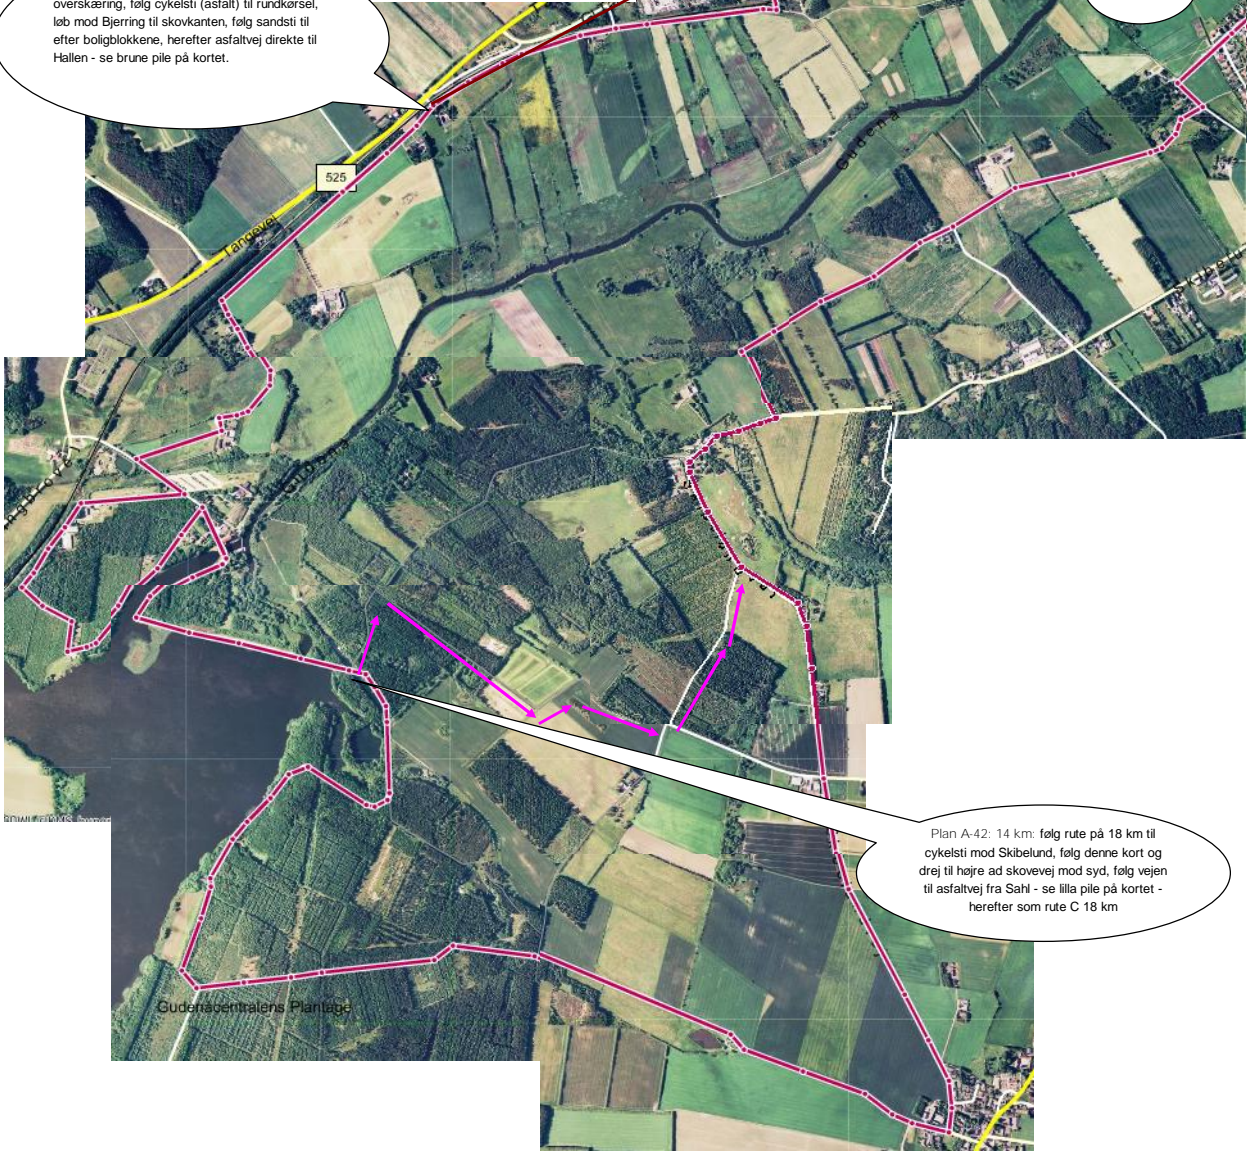 overskæring, følg cykelsti (asfalt) til rundkørsel,
løb mod Bjerring til skovkanten, følg sandsti til
efter boligblokkene, herefter asfaltvej direkte til
Hallen - se brune pile på kortet.
525
Tangevej
Gudenå
Gudenå
Plan A-42: 14 km: følg rute på 18 km til
cykelsti mod Skibelund, følg denne kort og
drej til højre ad skovevej mod syd, følg vejen
til asfaltvej fra Sahl - se lilla pile på kortet -
herefter som rute C 18 km
Gudenåcentralens Plantage